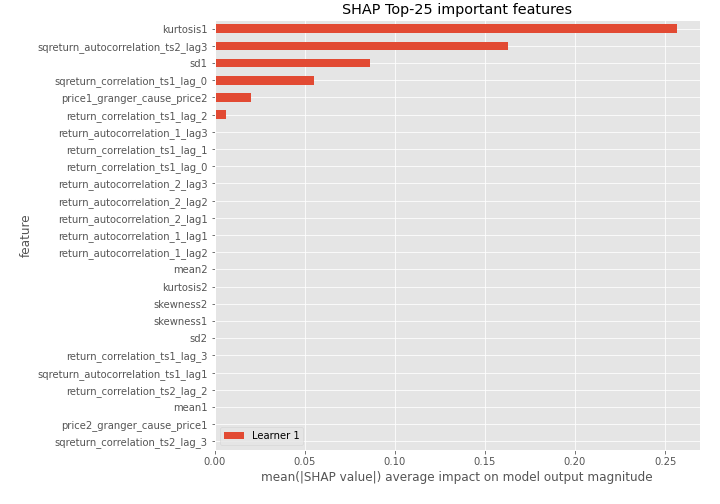 SHAP Top-25 important features
kurtosis1
sqreturn_autocorrelation_ts2_lag3
sd1
sqreturn_correlation_ts1_lag_0
price1_granger_cause_price2
return_correlation_ts1_lag_2
return_autocorrelation_1_lag3
return_correlation_ts1_lag_1
return_correlation_ts1_lag_0
return_autocorrelation_2_lag3
return_autocorrelation_2_lag2
return_autocorrelation_2_lag1
return_autocorrelation_1_lag1
return_autocorrelation_1_lag2
mean2
kurtosis2
skewness2
skewness1
sd2
return_correlation_ts1_lag_3
sqreturn_autocorrelation_ts1_lag1
return_correlation_ts2_lag_2
mean1
price2_granger_cause_price1
sqreturn_correlation_ts2_lag_3
feature
Learner 1
0.00 0.05 0.10 0.15 0.20 0.25
mean(|SHAP value|) average impact on model output magnitude